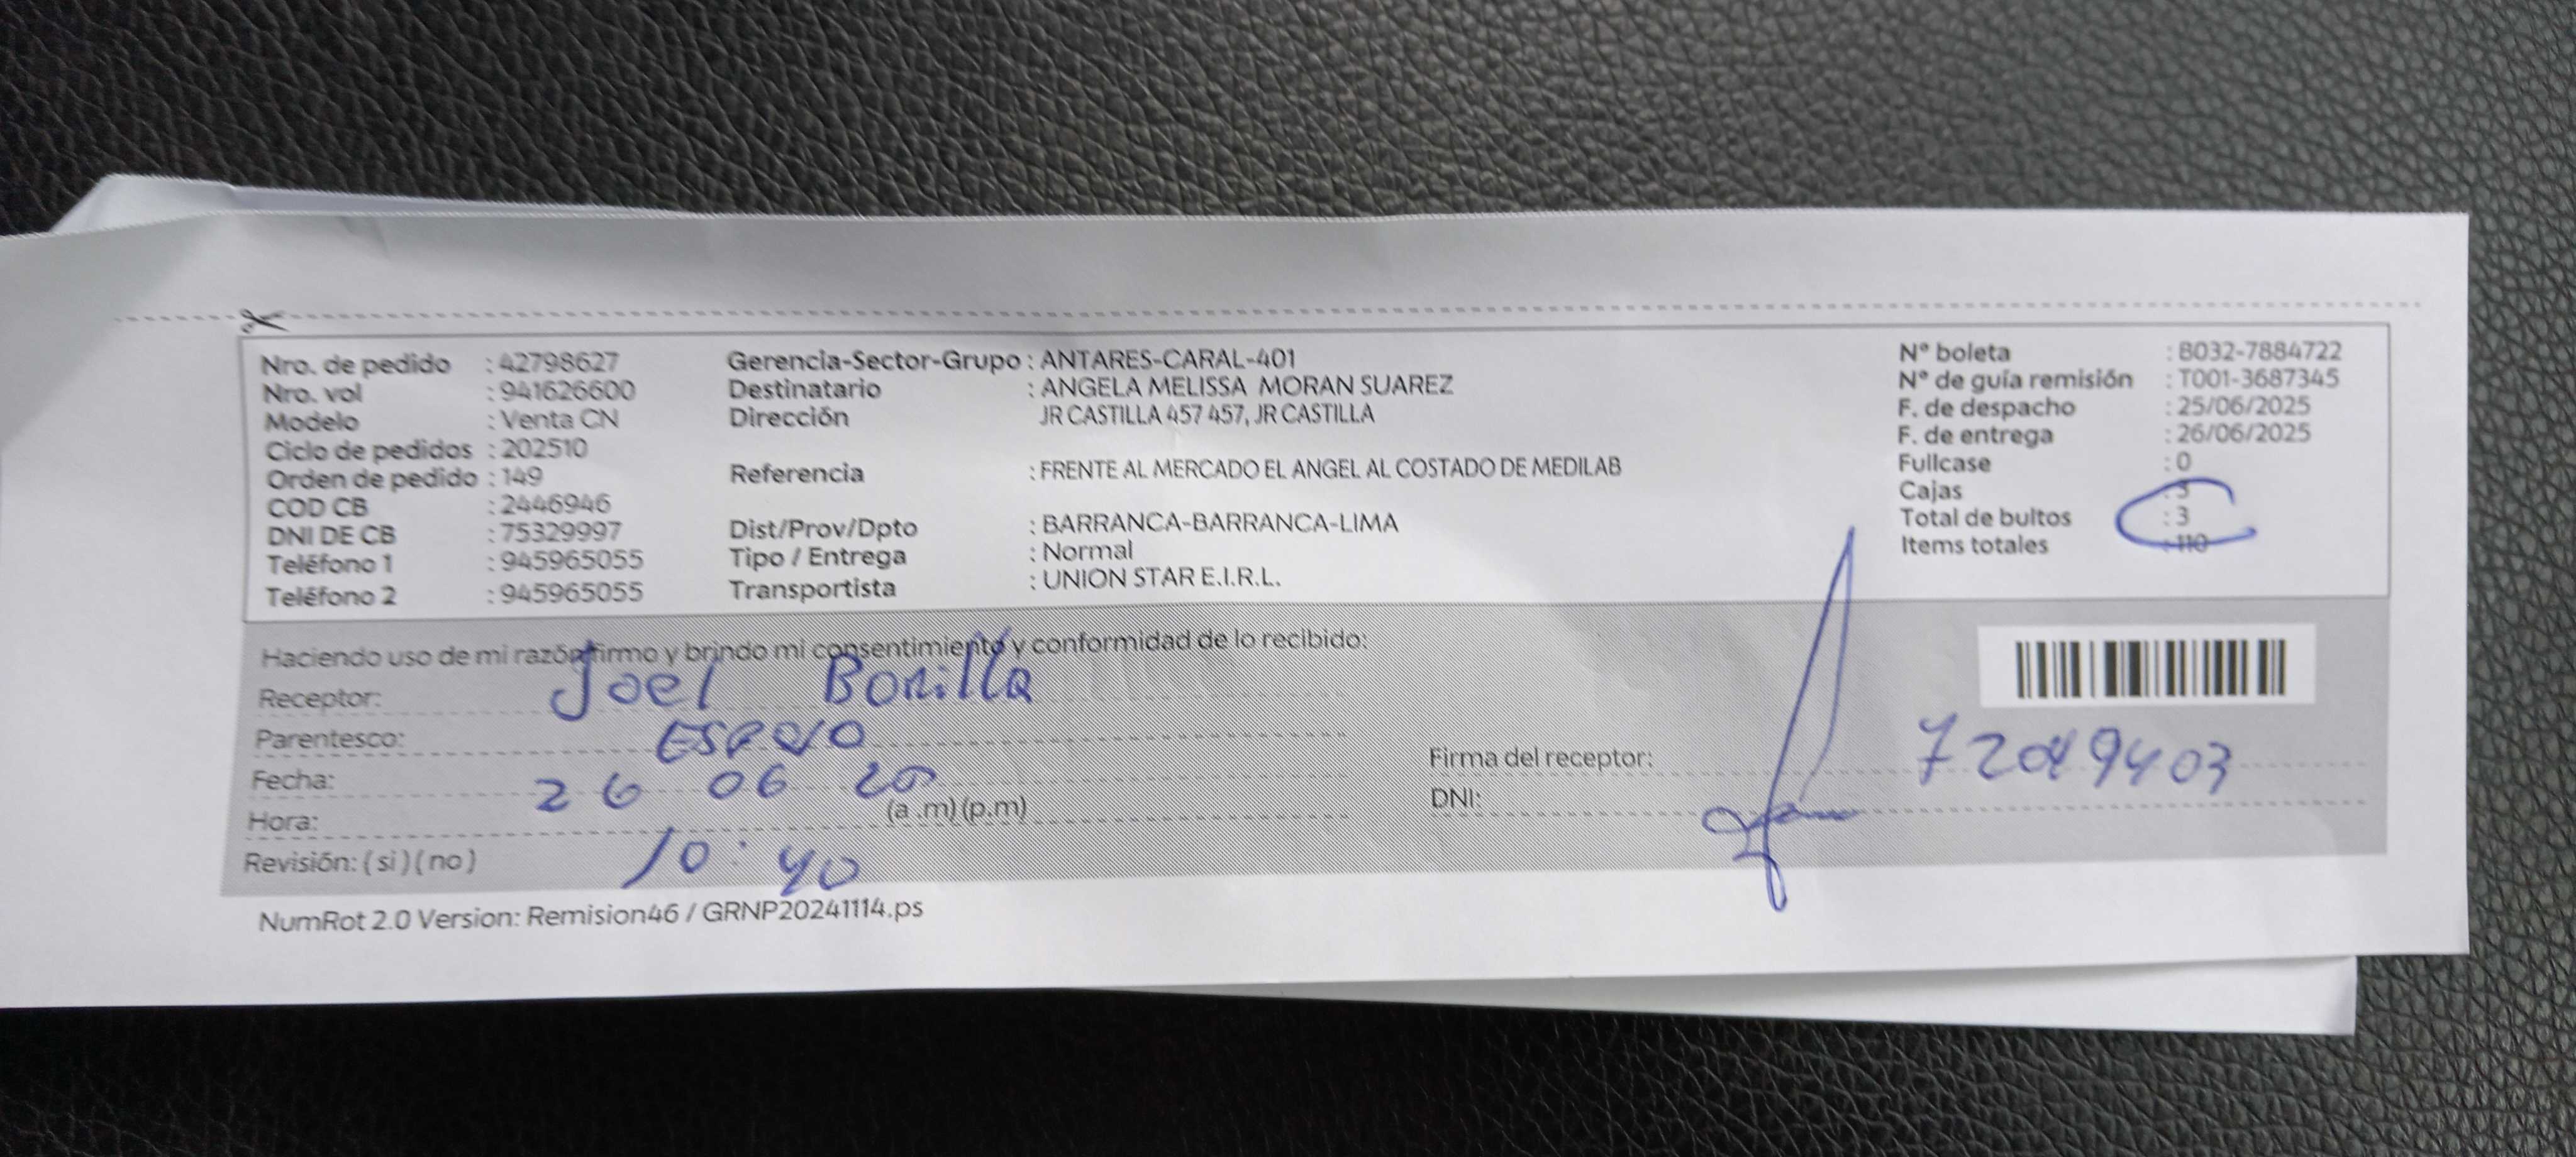 Nro. de pedido : 42798627
Nro. vol : 941626600
Modelo : Venta CN
Ciclo de pedidos : 202510
Orden de pedido : 149
COD CB : 2446946
DNI DE CB : 75329997
Teléfono 1 : 945965055
Teléfono 2 : 945965055
Gerencia-Sector-Grupo : ANTARES-CARAL-401
Destinatario : ANGELA MELISSA MORAN SUAREZ
Dirección JR CASTILLA 457 457, JR CASTILLA
Referencia : FRENTE AL MERCADO EL ANGEL AL COSTADO DE MEDILAB
Dist/Prov/Dpto : BARRANCA-BARRANCA-LIMA
Tipo / Entrega : Normal
Transportista : UNION STAR E.I.R.L.
N° boleta : B032-7884722
N° de guía remisión : T001-3687345
F. de despacho : 25/06/2025
F. de entrega : 26/06/2025
Fullcase : 0
Cajas : 3
Total de bultos : 3
Items totales : 110
Haciendo uso de mi razón firmo y brindo mi consentimiento y conformidad de lo recibido:
Receptor: Joel Bonilla
Parentesco: ESPOSO
Fecha: 26 06 20
Hora: (a .m) (p.m)
10:40
Revisión: ( si ) ( no )
Firma del receptor:
DNI:
NumRot 2.0 Version: Remision46 / GRNP20241114.ps